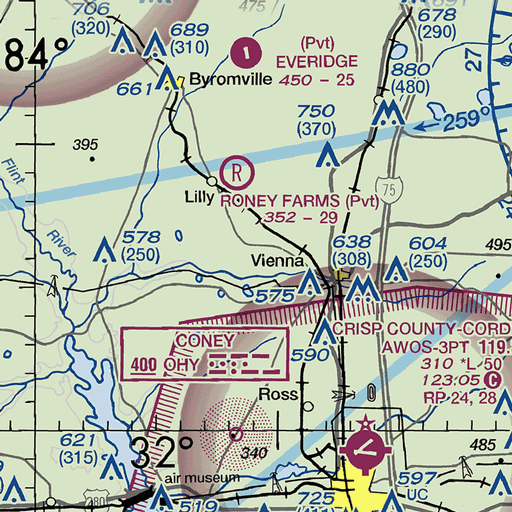 706
(320)
689
(310)
84°
(Pvt)
EVERIDGE
450 - 25
678
(290)
27
661
Byromville
880
(480)
750
(370)
259°
395
R
75
Flint
River
Lilly
RONEY FARMS (Pvt)
352 - 29
578
(250)
Vienna
638
(308)
604
(250)
495
575
CRISP COUNTY-CORD
AWOS-3PT 119.
310 *L 50
123.05 C
RP 24, 28
590
CONEY
400 OHY
Ross
0
32°
340
621
(315)
485
air museum
280
519
725
597
UC